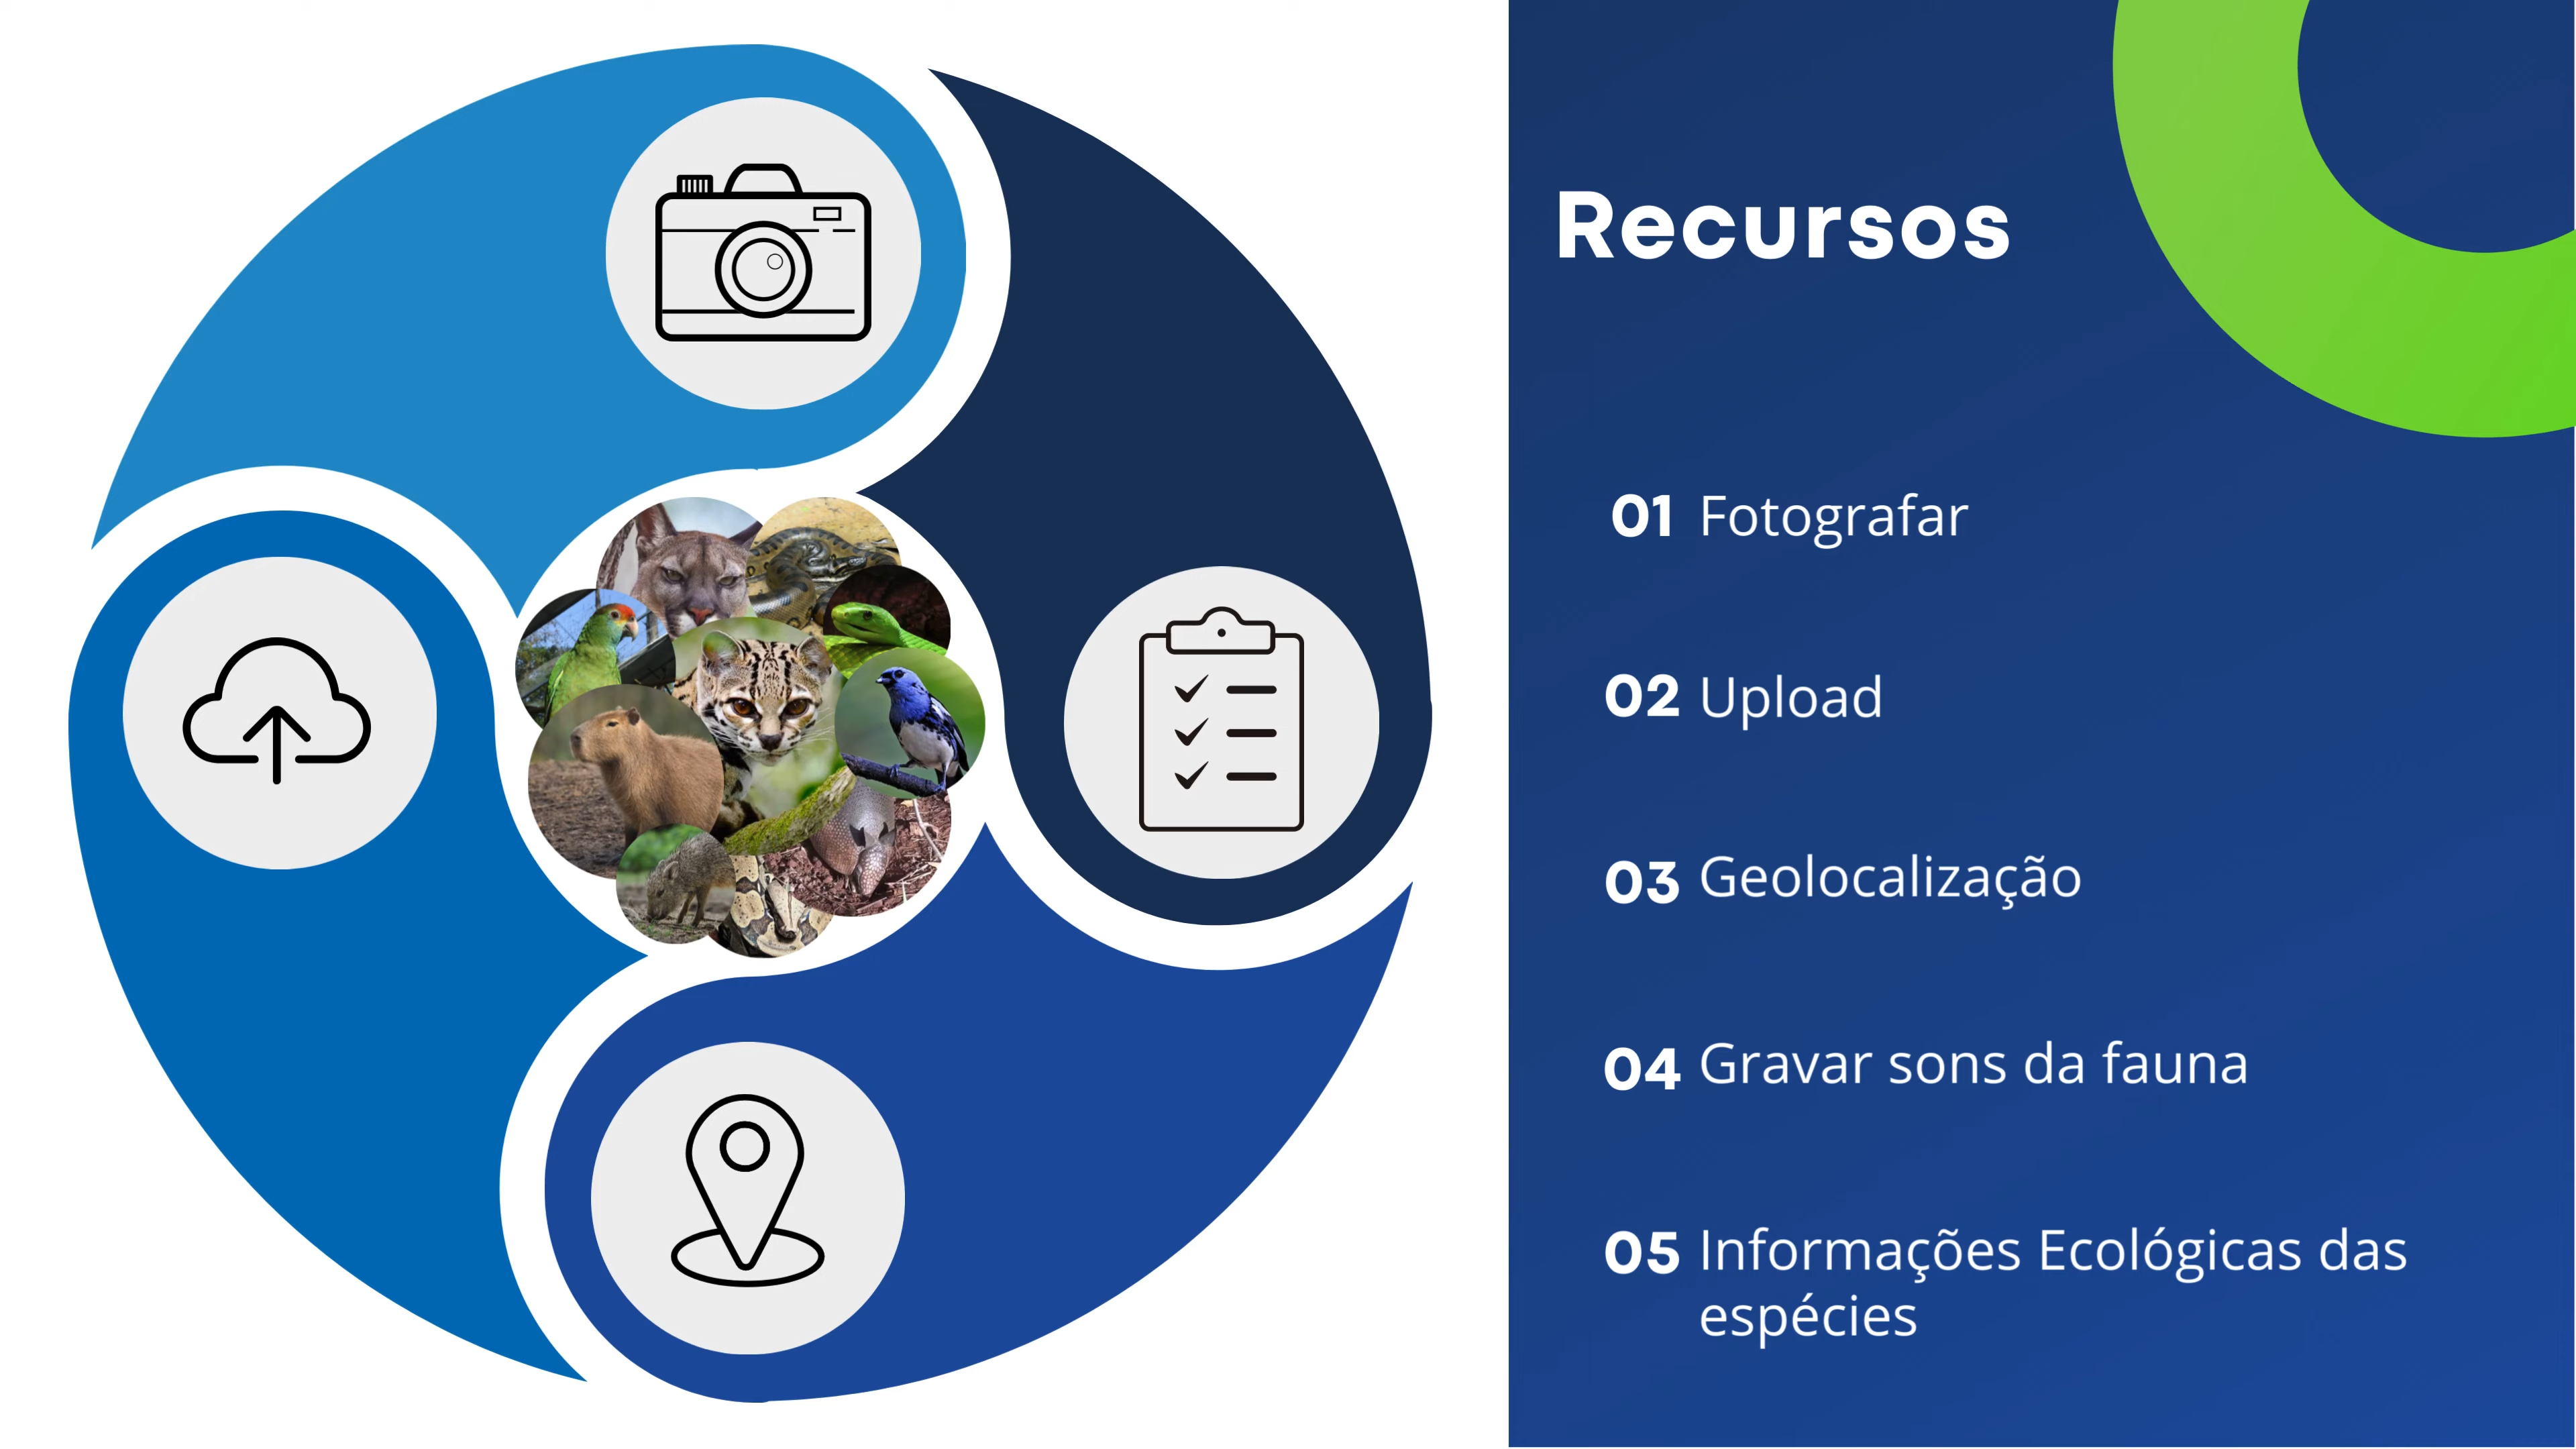 Recursos
01 Fotografar
02 Upload
03 Geolocalização
04 Gravar sons da fauna
05 Informações Ecológicas das
espécies